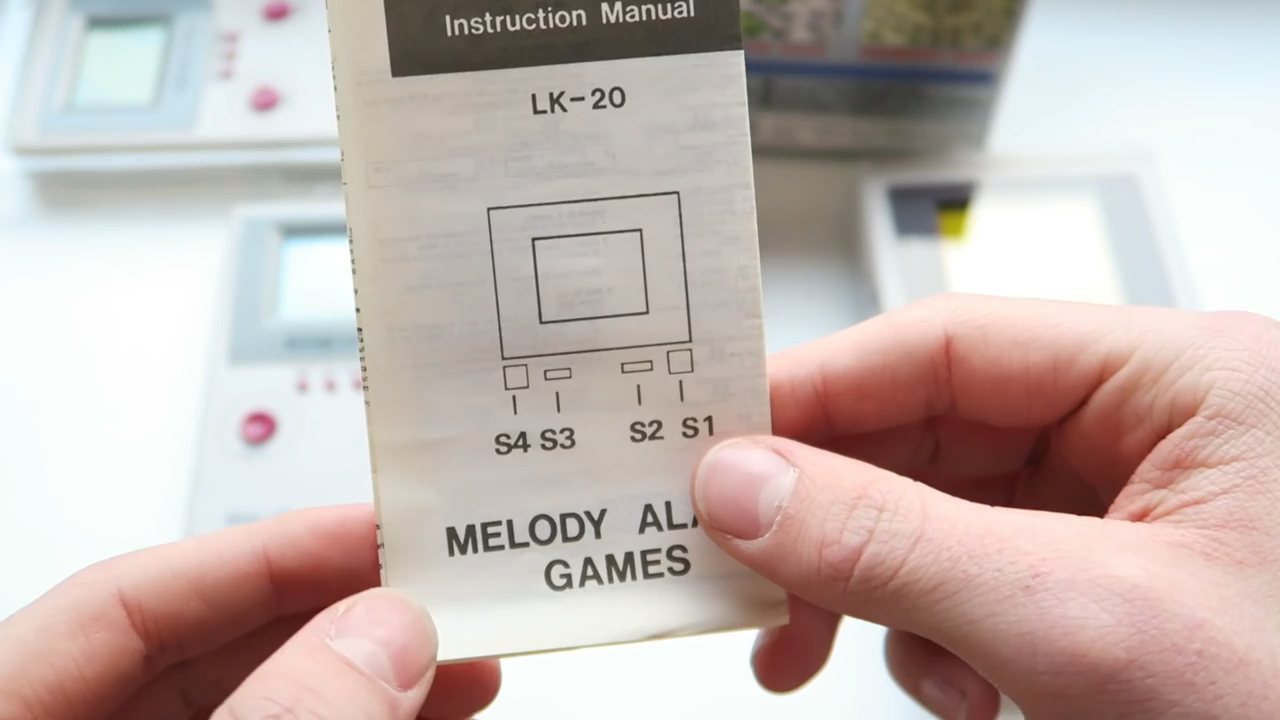 Instruction Manual
LK-20
S4 S3 S2 S1
MELODY
GAMES